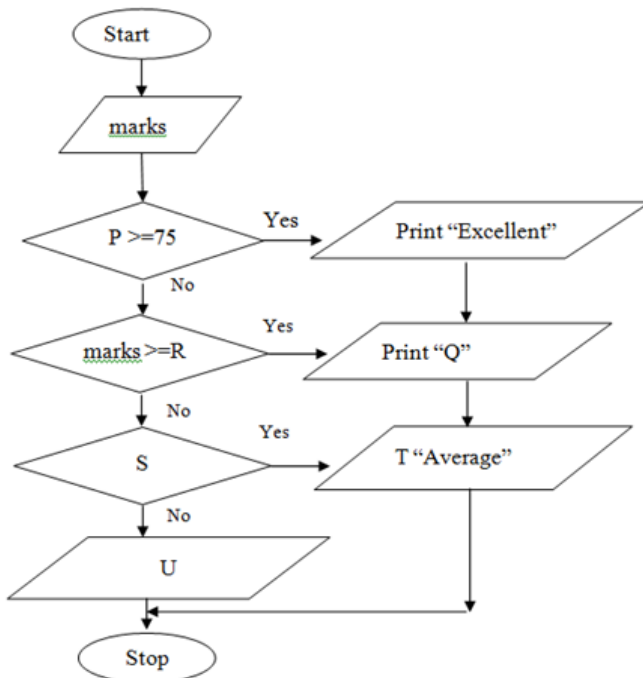 Start
marks
P >=75
Yes
Print “Excellent”
No
marks >=R
Yes
Print “Q”
No
S
Yes
T “Average”
No
U
Stop